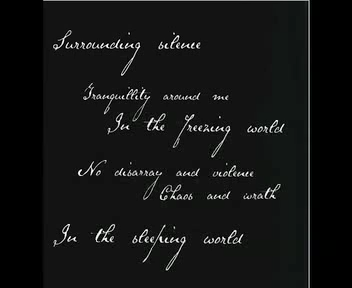 Surrounding silence
Tranquillity around me
In the freezing world
No disarray and violence
Chaos and wrath
In the sleeping world